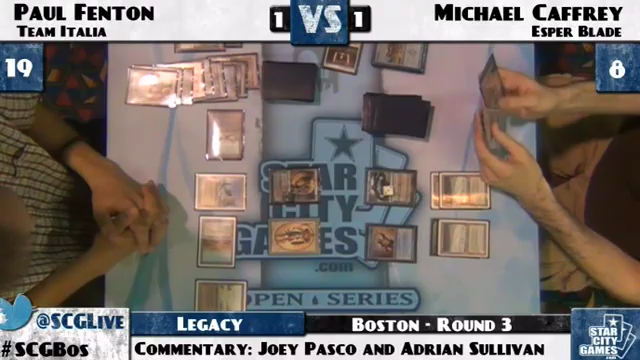 PAUL FENTON
TEAM ITALIA
1 VS 1
MICHAEL CAFFREY
ESPER BLADE
19
8
STAR
CITY
GAMES
.com
OPEN SERIES
@SCGLIVE
#SCGBOS
LEGACY
BOSTON - ROUND 3
COMMENTARY: JOEY PASCO AND ADRIAN SULLIVAN
STAR
CITY
GAMES